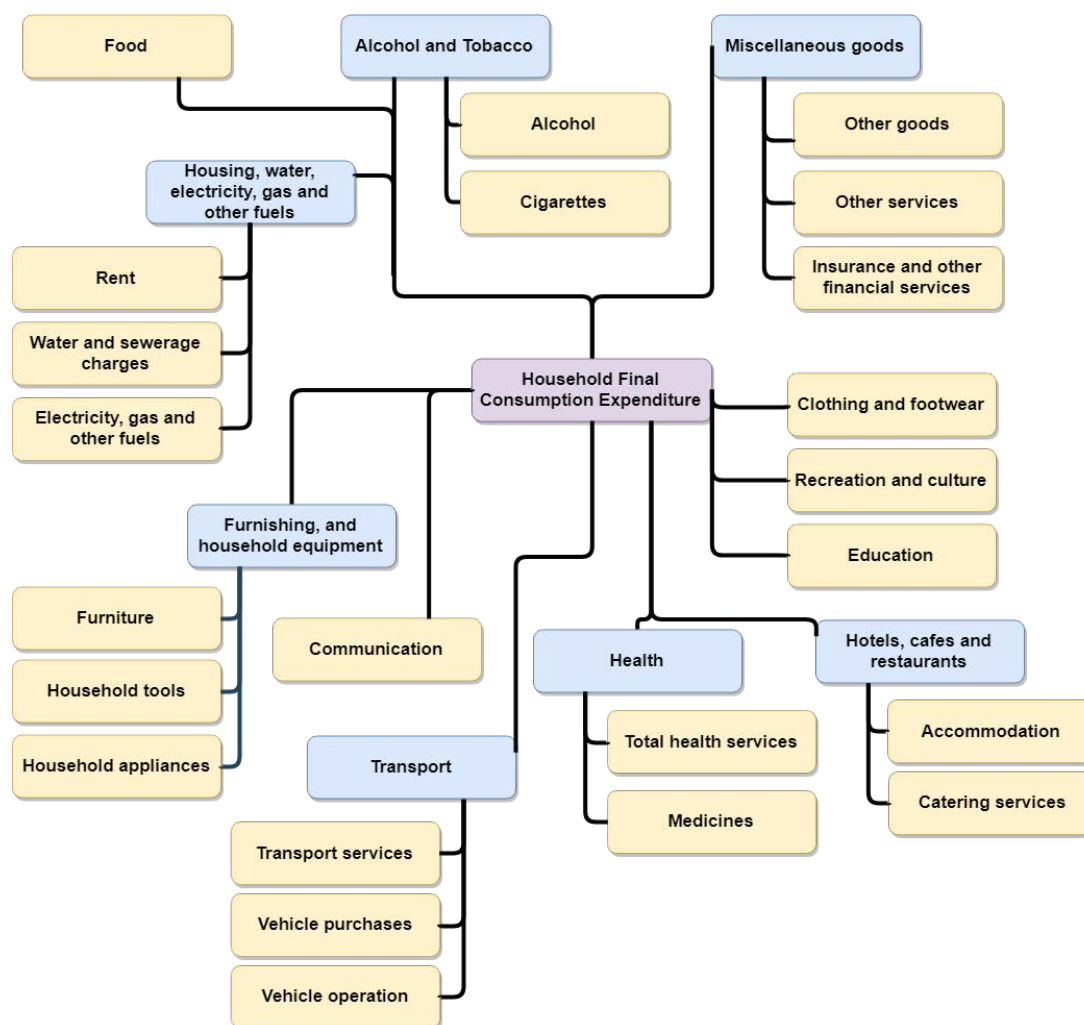 Food
Alcohol and Tobacco
Miscellaneous goods
Alcohol
Cigarettes
Other goods
Other services
Insurance and other
financial services
Housing, water,
electricity, gas and
other fuels
Rent
Water and sewerage
charges
Electricity, gas and
other fuels
Household Final
Consumption Expenditure
Clothing and footwear
Recreation and culture
Education
Furnishing, and
household equipment
Furniture
Household tools
Household appliances
Communication
Transport
Transport services
Vehicle purchases
Vehicle operation
Health
Total health services
Medicines
Hotels, cafes and
restaurants
Accommodation
Catering services